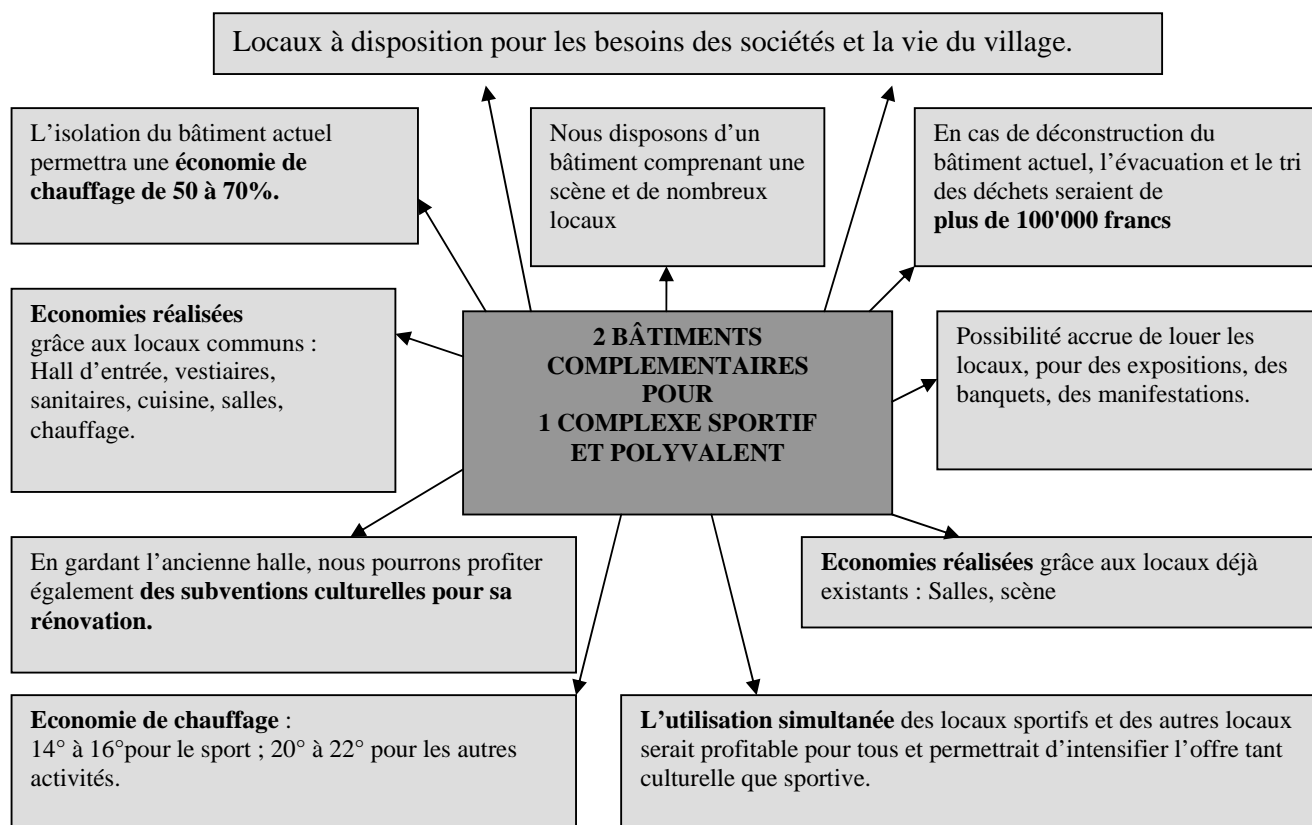 Locaux à disposition pour les besoins des sociétés et la vie du village.
L'isolation du bâtiment actuel
permettra une économie de
chauffage de 50 à 70%.
Nous disposons d'un
bâtiment comprenant une
scène et de nombreux
locaux
En cas de déconstruction du
bâtiment actuel, l'évacuation et le tri
des déchets seraient de
plus de 100'000 francs
Economies réalisées
grâce aux locaux communs :
Hall d'entrée, vestiaires,
sanitaires, cuisine, salles,
chauffage.
2 BÂTIMENTS
COMPLEMENTAIRES
POUR
1 COMPLEXE SPORTIF
ET POLYVALENT
Possibilité accrue de louer les
locaux, pour des expositions, des
banquets, des manifestations.
En gardant l'ancienne halle, nous pourrons profiter
également des subventions culturelles pour sa
rénovation.
Economies réalisées grâce aux locaux déjà
existants : Salles, scène
Economie de chauffage :
14° à 16°pour le sport ; 20° à 22° pour les autres
activités.
L'utilisation simultanée des locaux sportifs et des autres locaux
serait profitable pour tous et permettrait d'intensifier l'offre tant
culturelle que sportive.